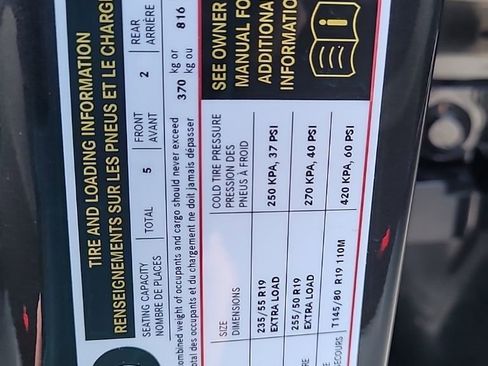 TIRE AND LOADING INFORMATION
RENSEIGNEMENTS SUR LES PNEUS ET LE CHARG
SEATING CAPACITY
NOMBRE DE PLACES
TOTAL 5
FRONT
AVANT 2
REAR
ARRIÈRE
combined weight of occupants and cargo should never exceed
total des occupants et du chargement ne doit jamais dépasser
370 kg or
kg ou 816
SIZE
DIMENSIONS
COLD TIRE PRESSURE
PRESSION DES
PNEUS À FROID
235/55 R19
EXTRA LOAD
250 KPA, 37 PSI
255/50 R19
EXTRA LOAD
270 KPA, 40 PSI
T145/80 R19 110M
420 KPA, 60 PSI
SECOURS
SEE OWNER
MANUAL FO
ADDITIONA
INFORMATION